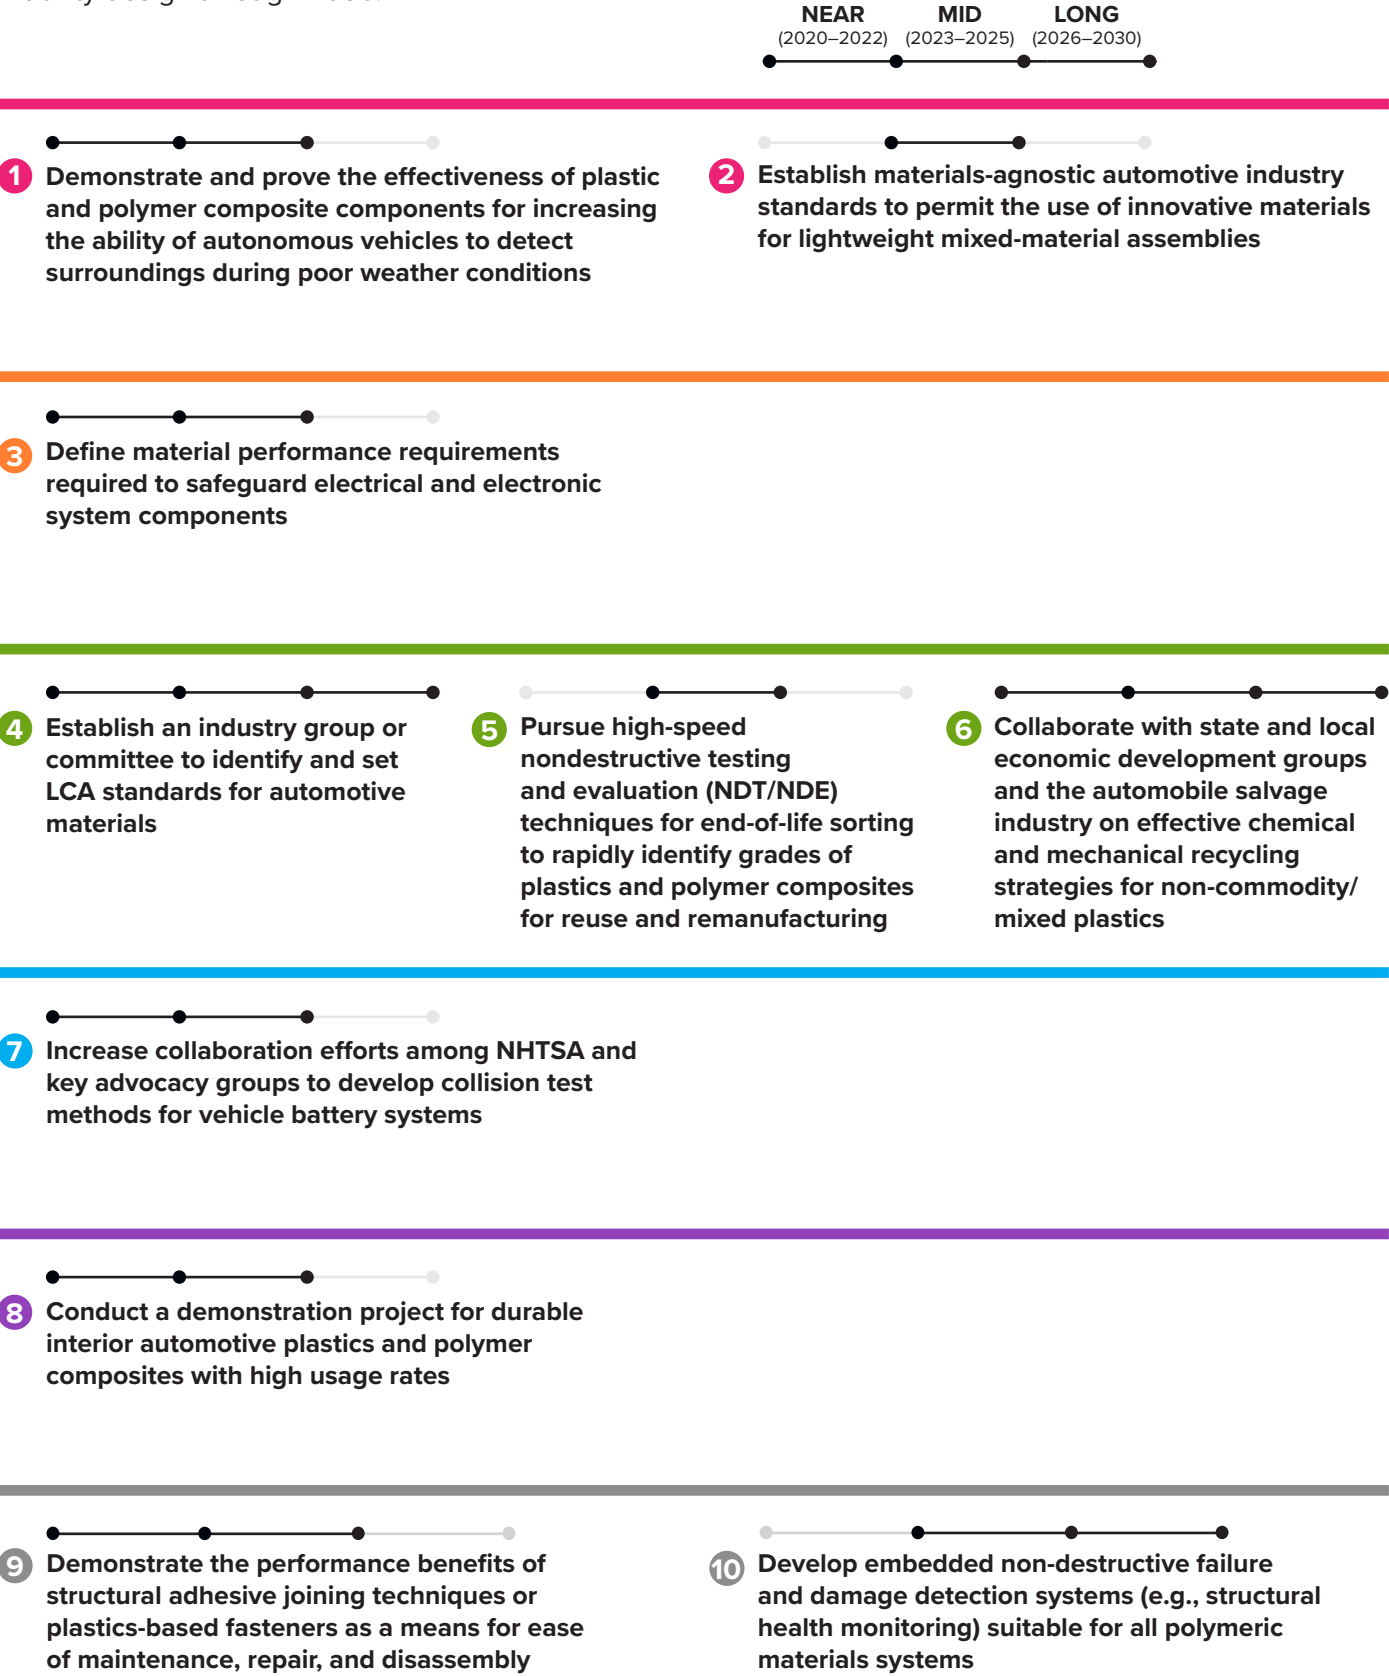 NEAR MID LONG
(2020–2022) (2023–2025) (2026–2030)
1 Demonstrate and prove the effectiveness of plastic
and polymer composite components for increasing
the ability of autonomous vehicles to detect
surroundings during poor weather conditions
2 Establish materials-agnostic automotive industry
standards to permit the use of innovative materials
for lightweight mixed-material assemblies
3 Define material performance requirements
required to safeguard electrical and electronic
system components
4 Establish an industry group or
committee to identify and set
LCA standards for automotive
materials
5 Pursue high-speed
nondestructive testing
and evaluation (NDT/NDE)
techniques for end-of-life sorting
to rapidly identify grades of
plastics and polymer composites
for reuse and remanufacturing
6 Collaborate with state and local
economic development groups
and the automobile salvage
industry on effective chemical
and mechanical recycling
strategies for non-commodity/
mixed plastics
7 Increase collaboration efforts among NHTSA and
key advocacy groups to develop collision test
methods for vehicle battery systems
8 Conduct a demonstration project for durable
interior automotive plastics and polymer
composites with high usage rates
9 Demonstrate the performance benefits of
structural adhesive joining techniques or
plastics-based fasteners as a means for ease
of maintenance, repair, and disassembly
10 Develop embedded non-destructive failure
and damage detection systems (e.g., structural
health monitoring) suitable for all polymeric
materials systems